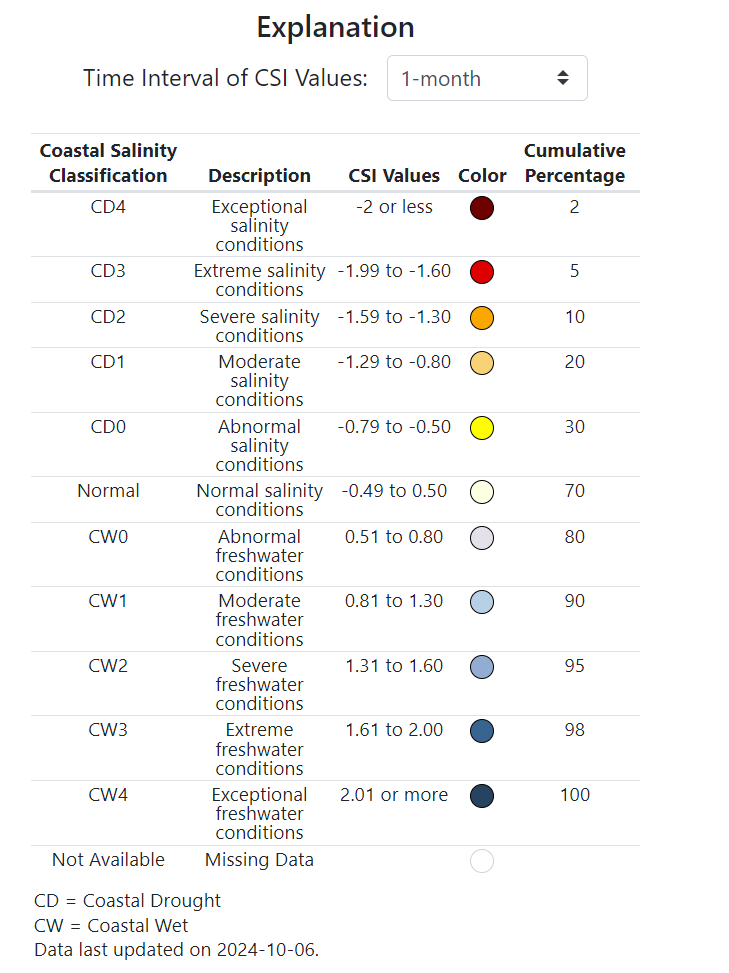 Explanation
Time Interval of CSI Values: 1-month
Coastal Salinity Classification Description CSI Values Color Cumulative Percentage
CD4 Exceptional salinity conditions -2 or less 2
CD3 Extreme salinity conditions -1.99 to -1.60 5
CD2 Severe salinity conditions -1.59 to -1.30 10
CD1 Moderate salinity conditions -1.29 to -0.80 20
CD0 Abnormal salinity conditions -0.79 to -0.50 30
Normal Normal salinity conditions -0.49 to 0.50 70
CW0 Abnormal freshwater conditions 0.51 to 0.80 80
CW1 Moderate freshwater conditions 0.81 to 1.30 90
CW2 Severe freshwater conditions 1.31 to 1.60 95
CW3 Extreme freshwater conditions 1.61 to 2.00 98
CW4 Exceptional freshwater conditions 2.01 or more 100
Not Available Missing Data
CD = Coastal Drought
CW = Coastal Wet
Data last updated on 2024-10-06.